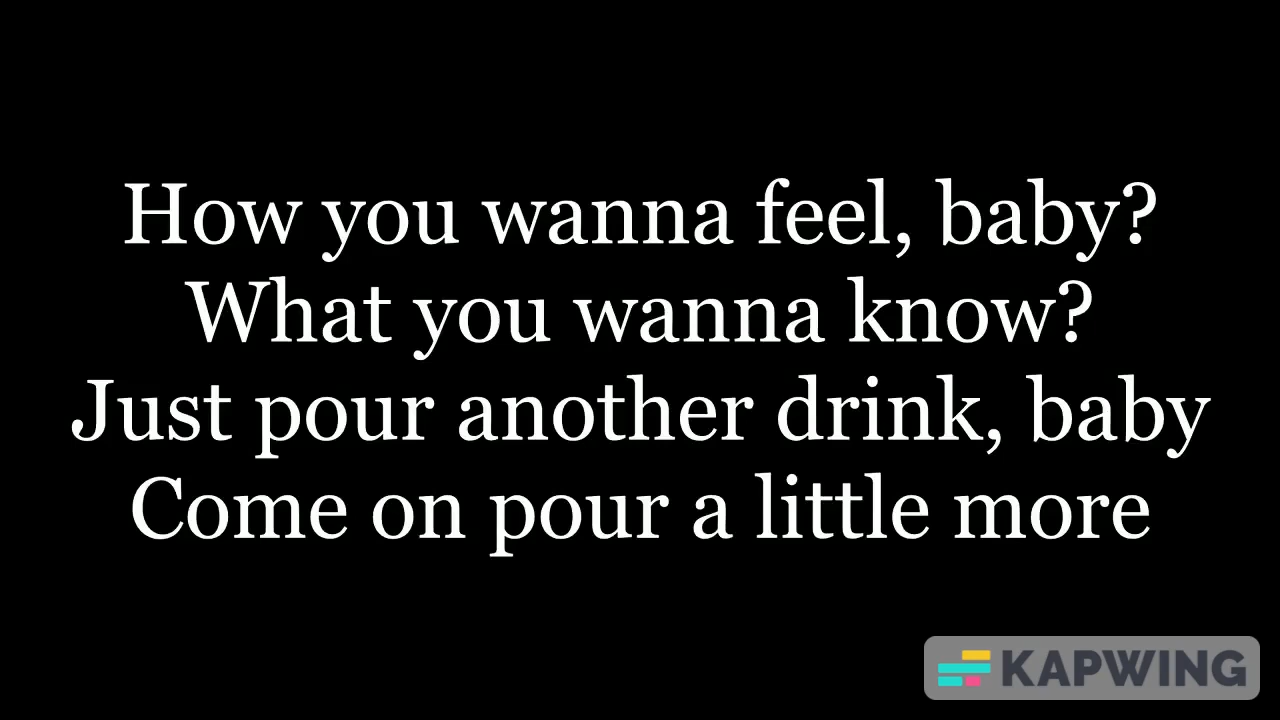 How you wanna feel, baby?
What you wanna know?
Just pour another drink, baby
Come on pour a little more
KAPWING